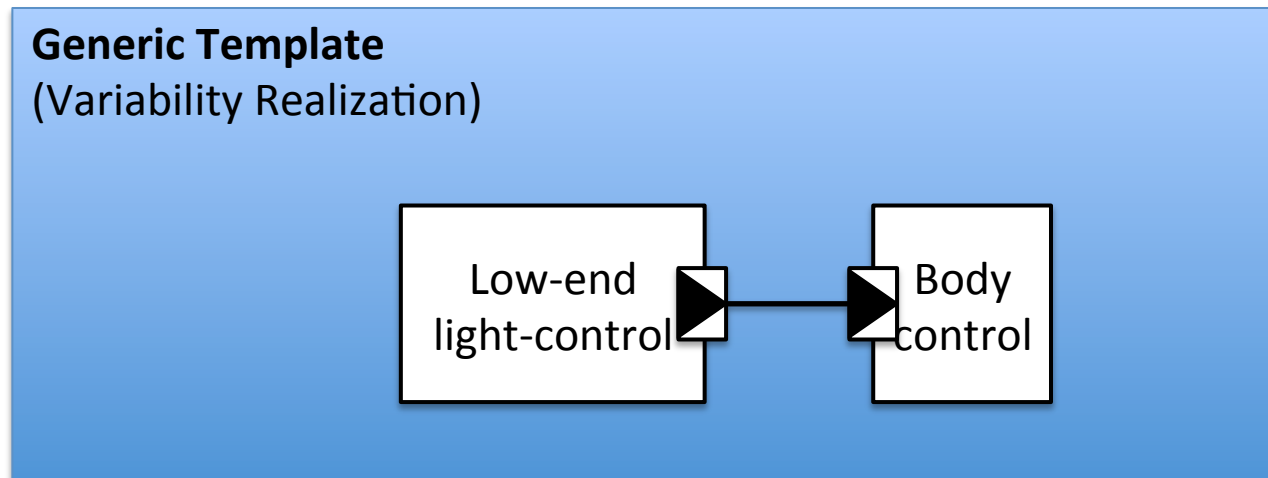 Generic Template
(Variability Realization)
Low-end
light-control
Body
control